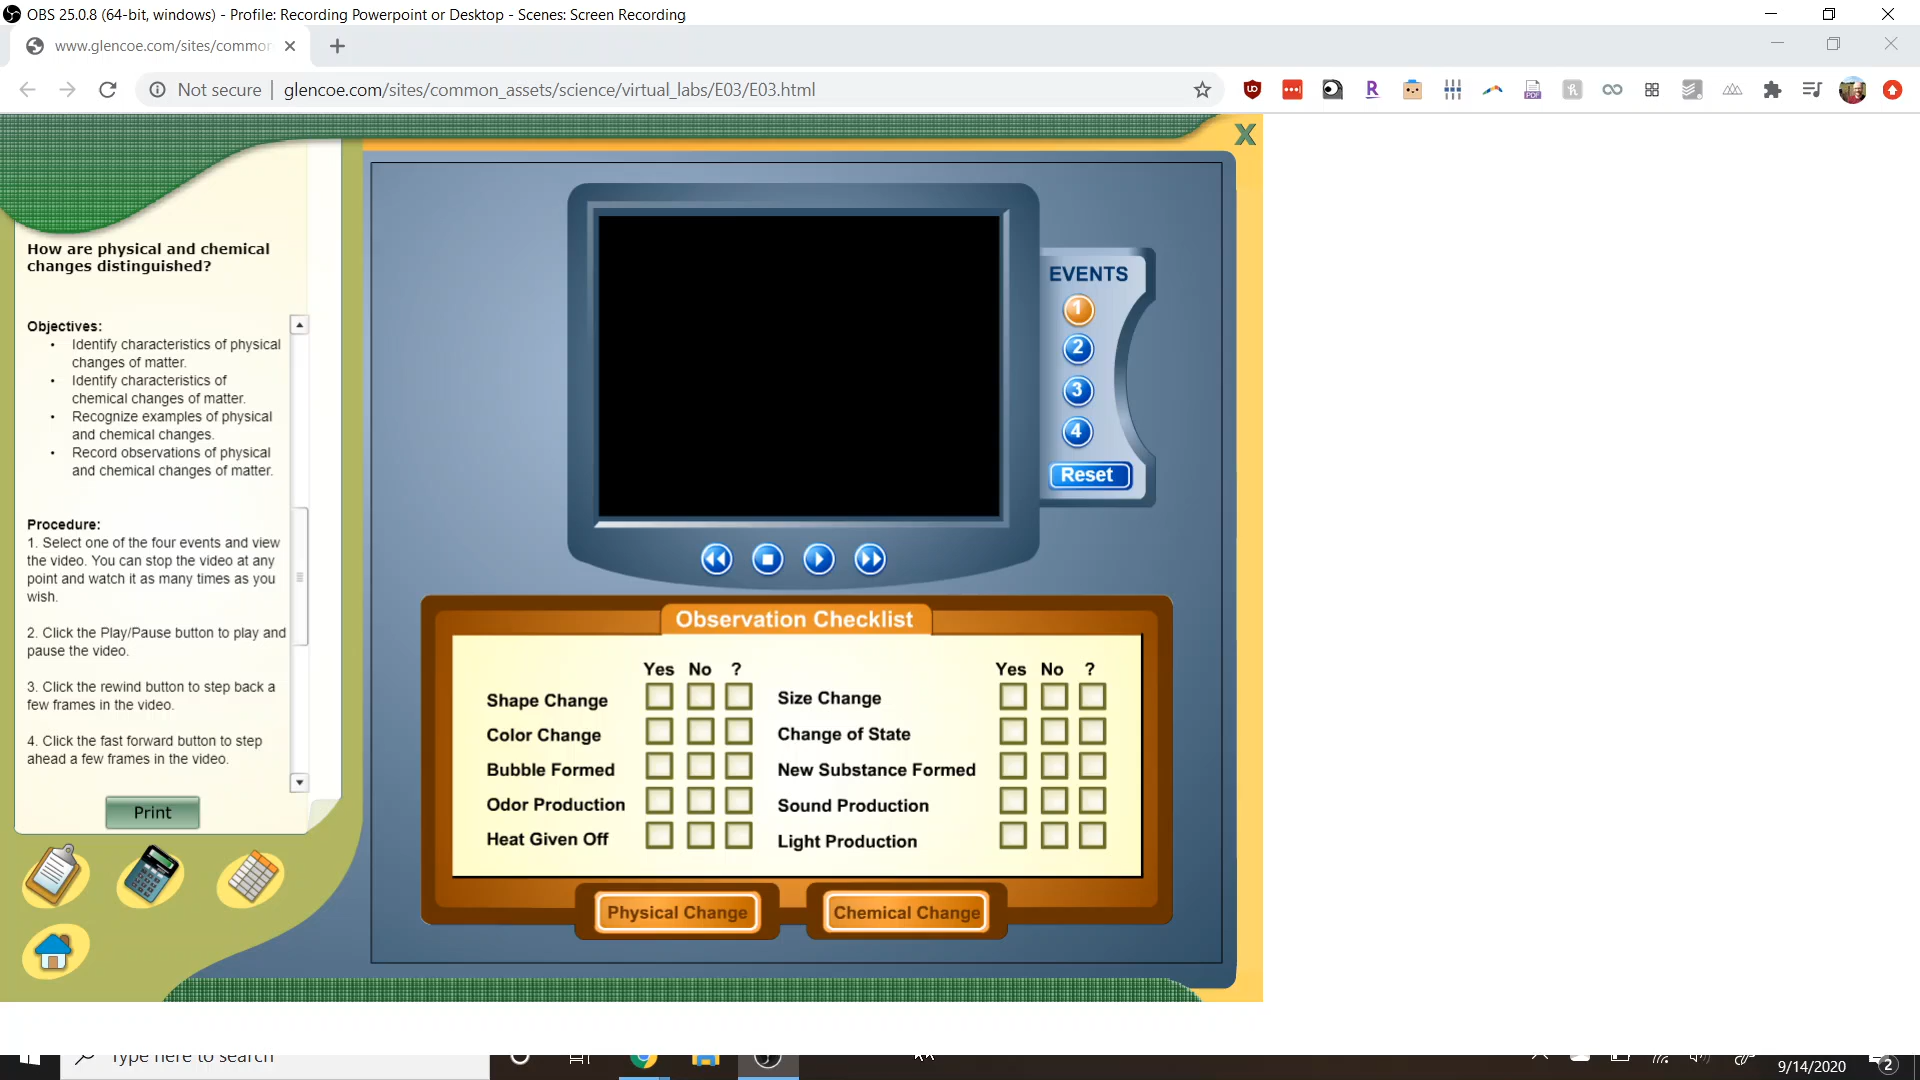 OBS 25.0.8 (64-bit, windows) - Profile: Recording Powerpoint or Desktop - Scenes: Screen Recording
www.glencoe.com/sites/common
Not secure | glencoe.com/sites/common_assets/science/virtual_labs/E03/E03.html
X
How are physical and chemical
changes distinguished?
Objectives:
• Identify characteristics of physical
changes of matter.
• Identify characteristics of
chemical changes of matter.
• Recognize examples of physical
and chemical changes.
• Record observations of physical
and chemical changes of matter.
Procedure:
1. Select one of the four events and view
the video. You can stop the video at any
point and watch it as many times as you
wish.
2. Click the Play/Pause button to play and
pause the video.
3. Click the rewind button to step back a
few frames in the video.
4. Click the fast forward button to step
ahead a few frames in the video.
Print
EVENTS
1
2
3
4
Reset
Observation Checklist
Yes No ? Yes No ?
Shape Change Size Change
Color Change Change of State
Bubble Formed New Substance Formed
Odor Production Sound Production
Heat Given Off Light Production
Physical Change Chemical Change
Type here to search
9/14/2020
2